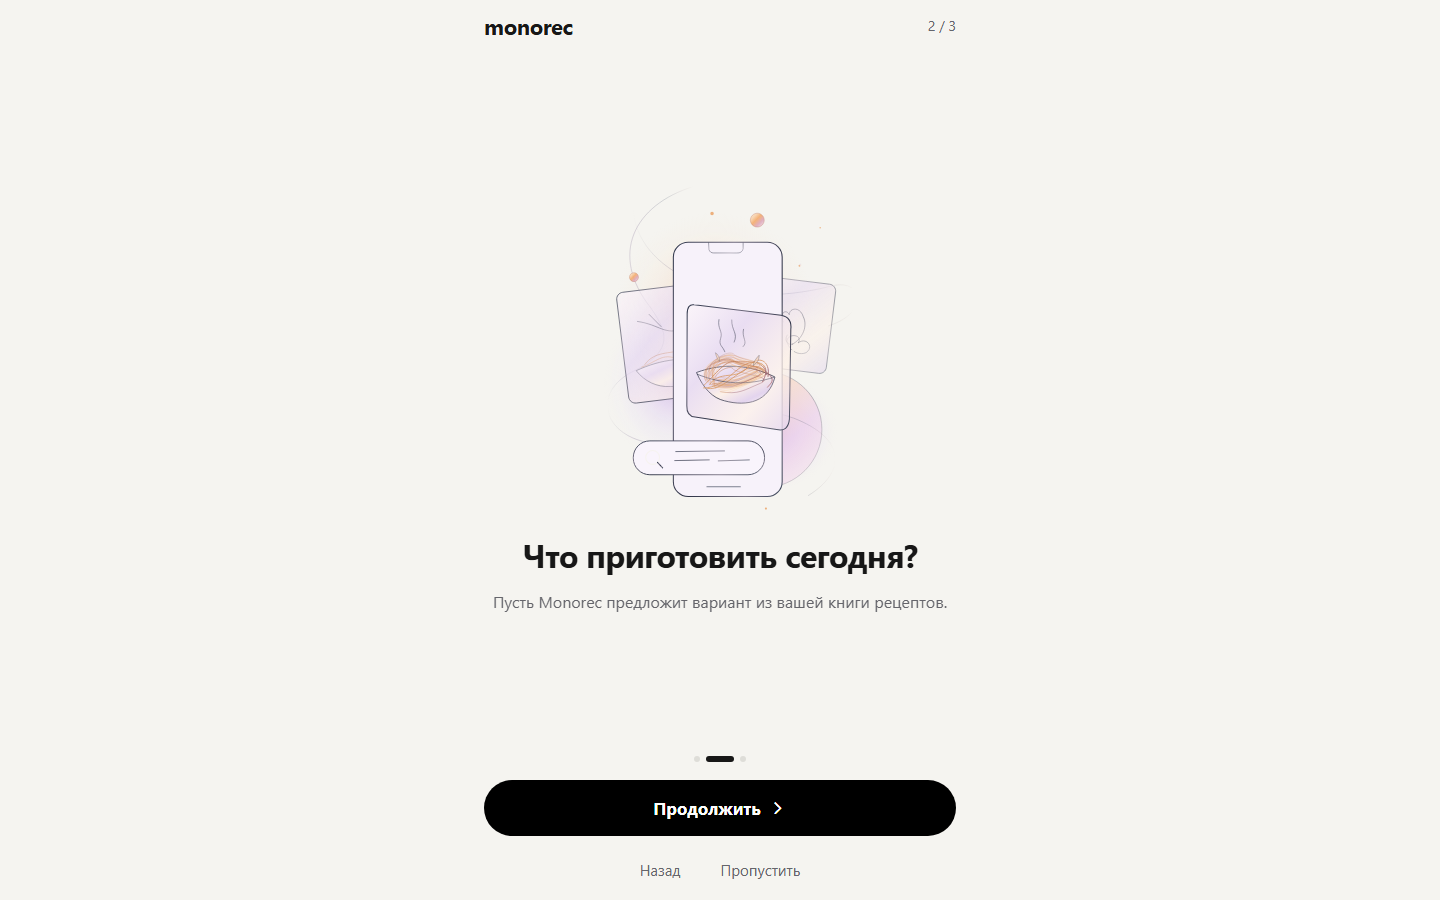 monorec
2 / 3
Что приготовить сегодня?
Пусть Monorec предложит вариант из вашей книги рецептов.
Продолжить
Назад
Пропустить